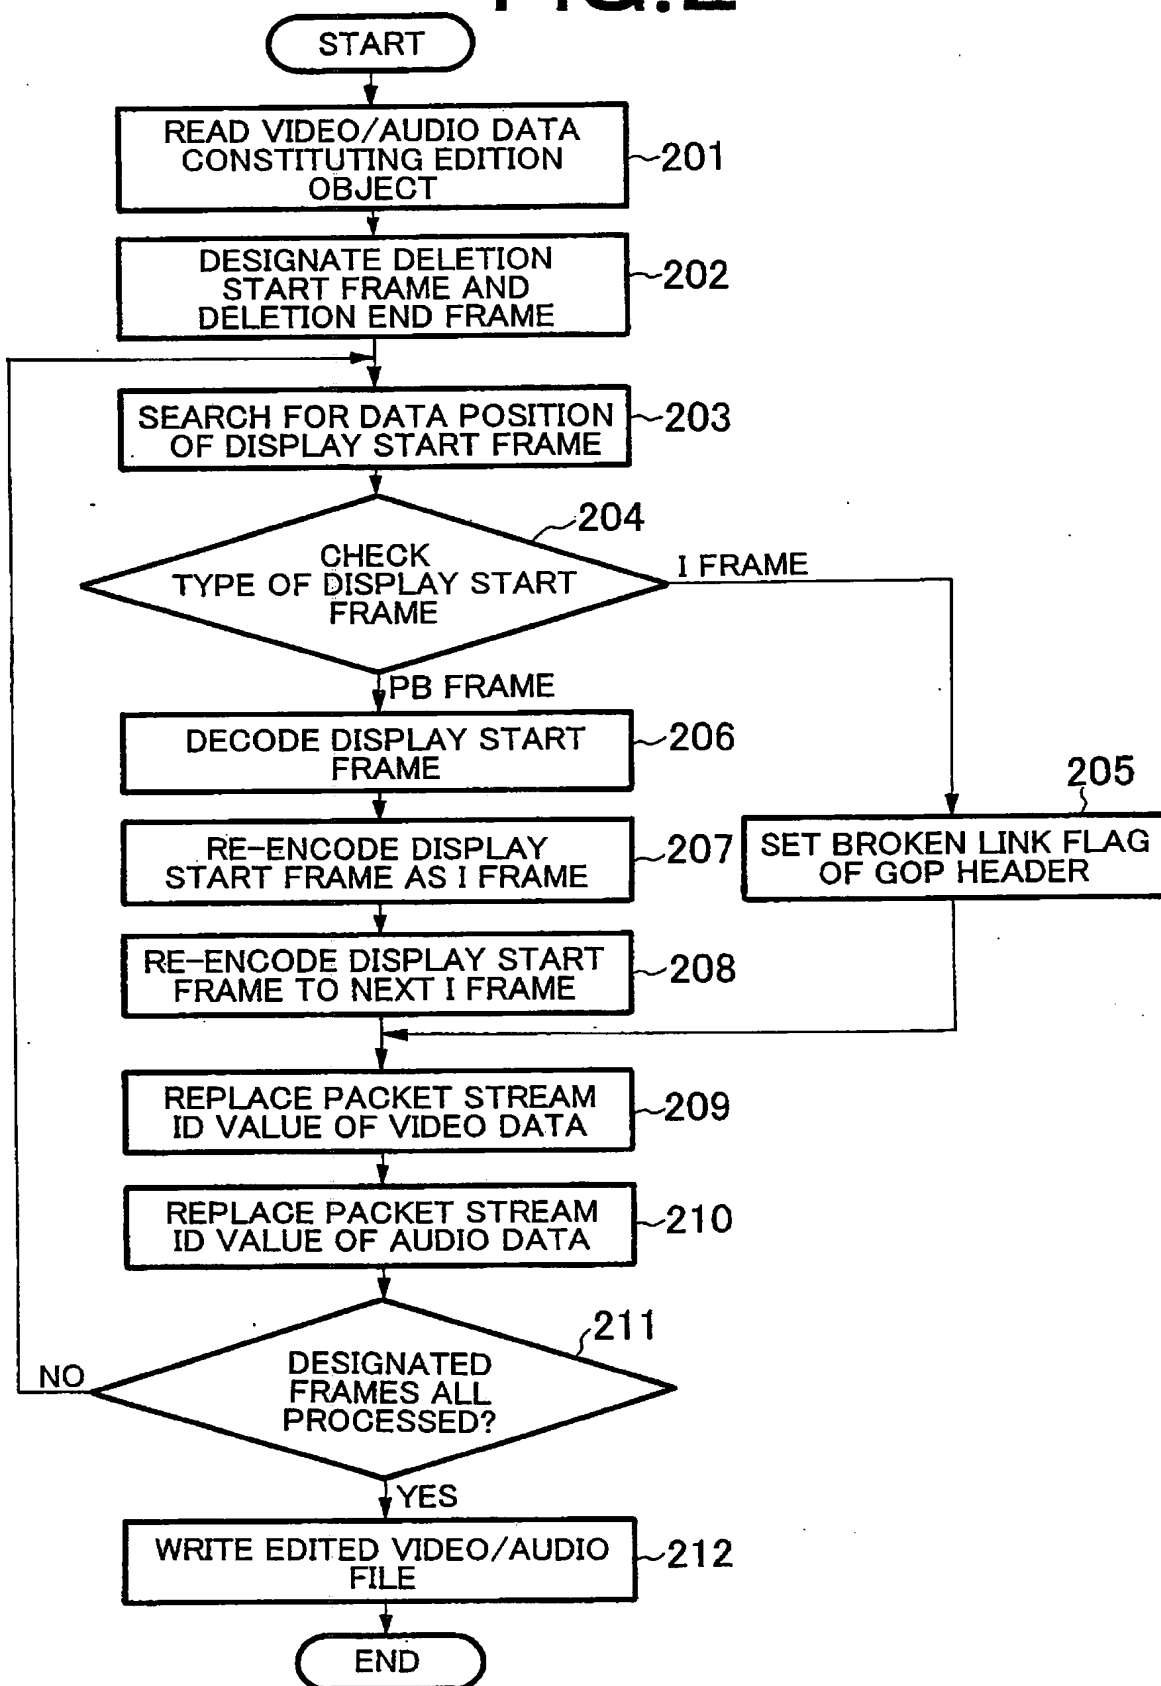 START
READ VIDEO/AUDIO DATA
CONSTITUTING EDITION
OBJECT
201
DESIGNATE DELETION
START FRAME AND
DELETION END FRAME
202
SEARCH FOR DATA POSITION
OF DISPLAY START FRAME
203
204
CHECK
TYPE OF DISPLAY START
FRAME
I FRAME
PB FRAME
DECODE DISPLAY START
FRAME
206
205
SET BROKEN LINK FLAG
OF GOP HEADER
RE-ENCODE DISPLAY
START FRAME AS I FRAME
207
RE-ENCODE DISPLAY START
FRAME TO NEXT I FRAME
208
REPLACE PACKET STREAM
ID VALUE OF VIDEO DATA
209
REPLACE PACKET STREAM
ID VALUE OF AUDIO DATA
210
211
DESIGNATED
FRAMES ALL
PROCESSED?
NO
YES
WRITE EDITED VIDEO/AUDIO
FILE
212
END